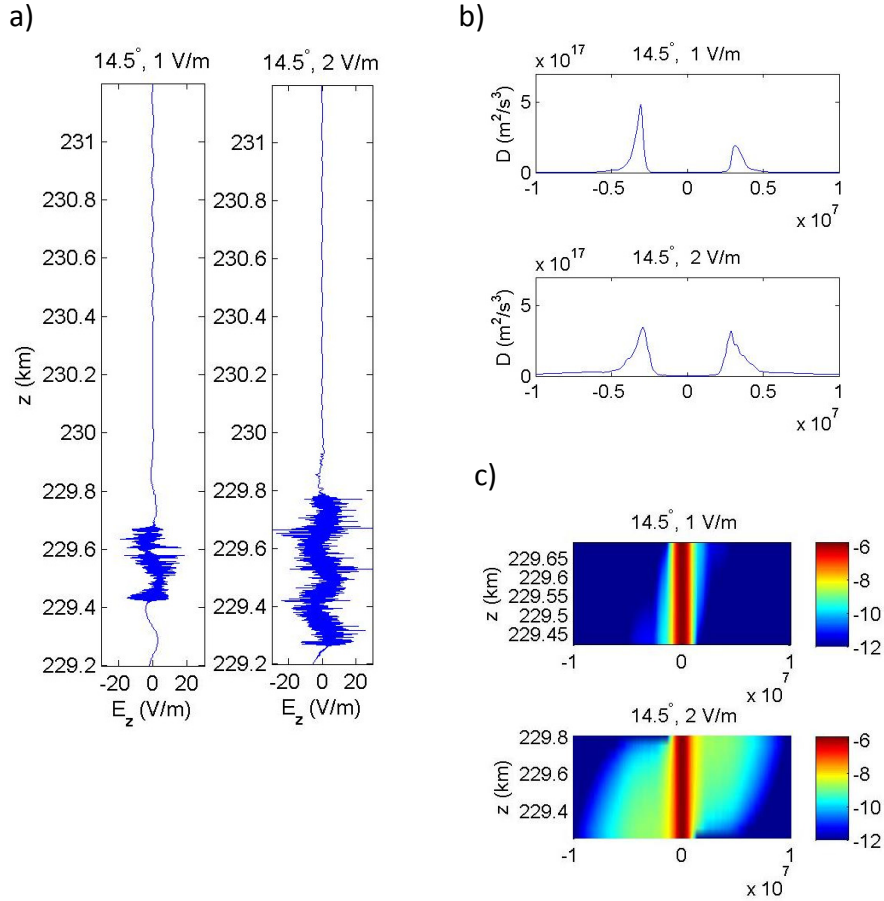 a)
14.5°, 1 V/m
z (km)
231
230.8
230.6
230.4
230.2
230
229.8
229.6
229.4
229.2
-20 0 20
E_z (V/m)
14.5°, 2 V/m
231
230.8
230.6
230.4
230.2
230
229.8
229.6
229.4
229.2
-20 0 20
E_z (V/m)
b)
x 10^17
14.5°, 1 V/m
D (m²/s³)
5
0
-1 -0.5 0 0.5 1
x 10^7
x 10^17
14.5°, 2 V/m
D (m²/s³)
5
0
-1 -0.5 0 0.5 1
x 10^7
c)
14.5°, 1 V/m
z (km)
229.65
229.6
229.55
229.5
229.45
-1 0 1
x 10^7
-6
-8
-10
-12
14.5°, 2 V/m
z (km)
229.8
229.6
229.4
-1 0 1
x 10^7
-6
-8
-10
-12